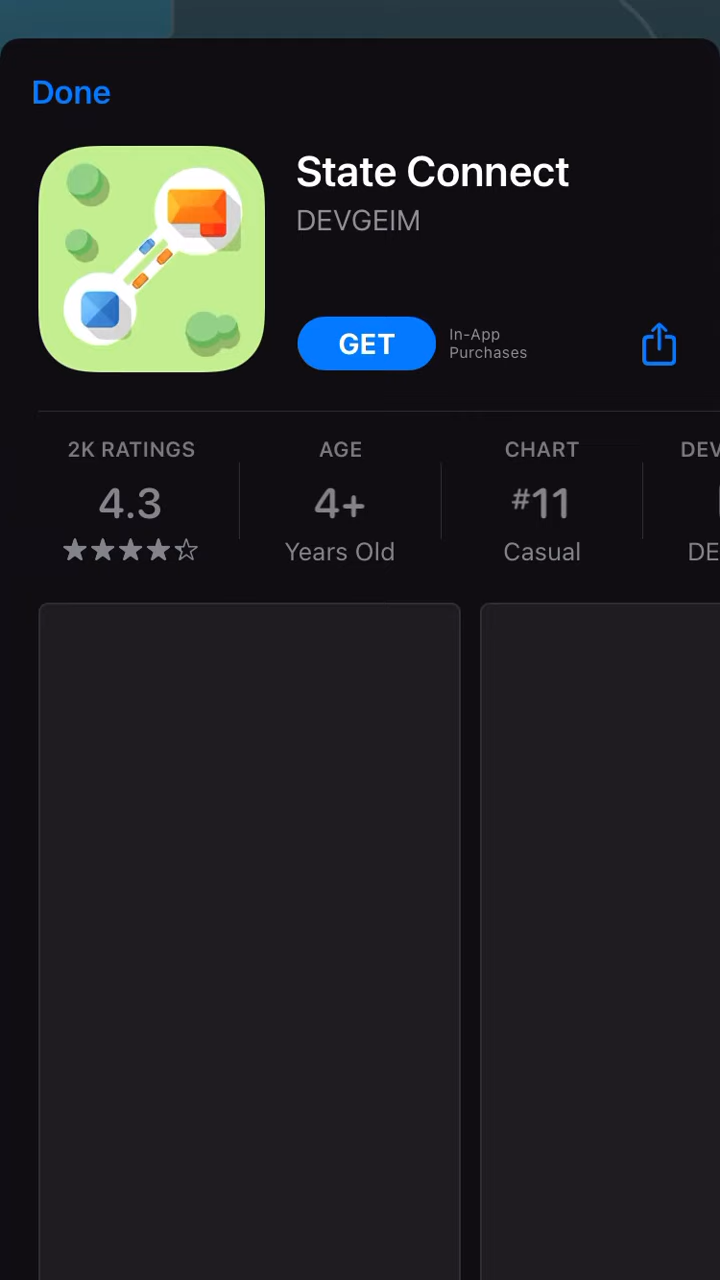 Done
State Connect
DEVGEIM
GET
In-App
Purchases
2K RATINGS
AGE
CHART
4.3
4+
#11
Years Old
Casual